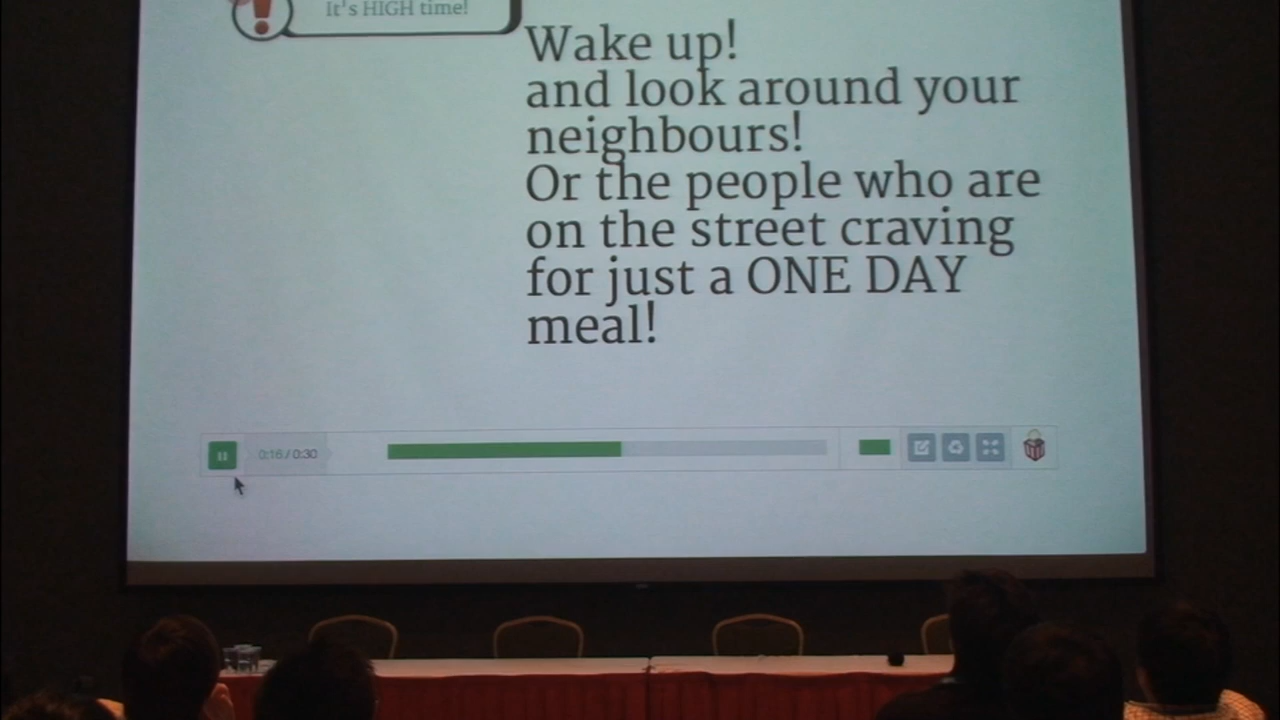 It's HIGH time!
Wake up!
and look around your
neighbours!
Or the people who are
on the street craving
for just a ONE DAY
meal!
0:16 / 0:30